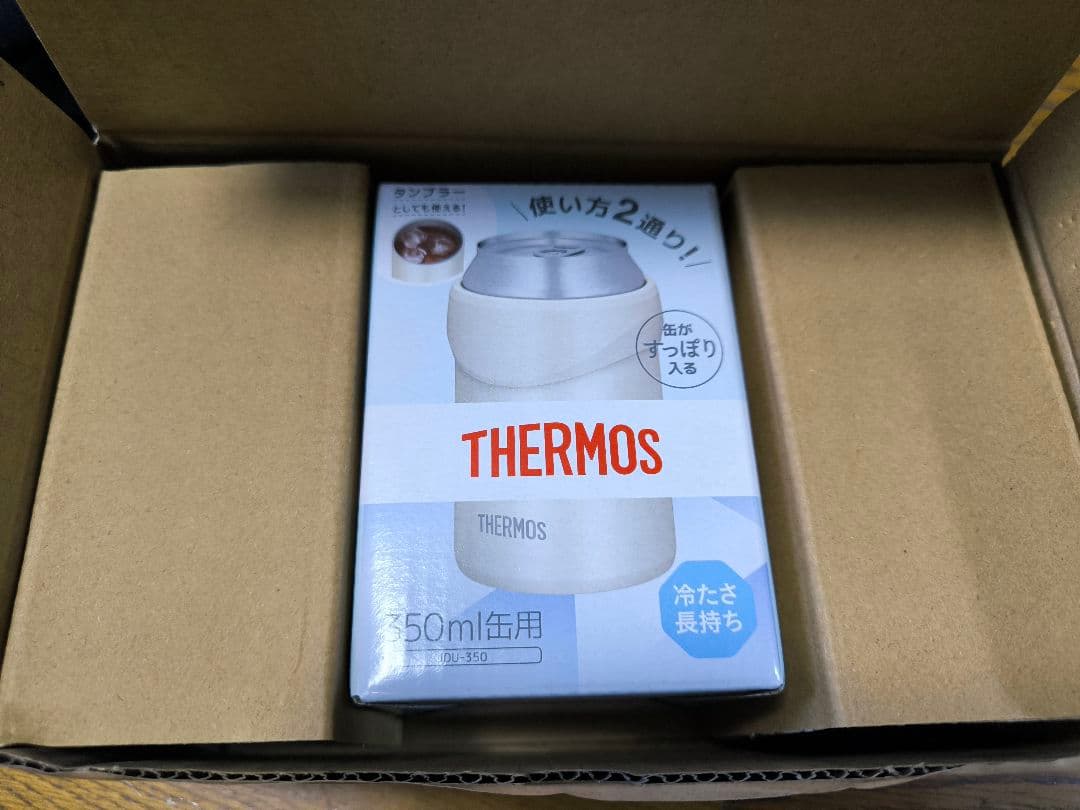 タンブラー
としても使える!
使い方2通り!
缶が
すっぽり
入る
THERMOS
THERMOS
冷たさ
長持ち
350ml缶用
JDU-350